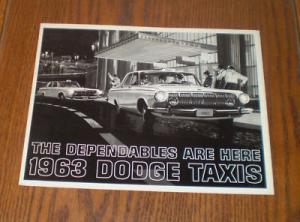 THE DEPENDABLES ARE HERE
1963 DODGE TAXIS